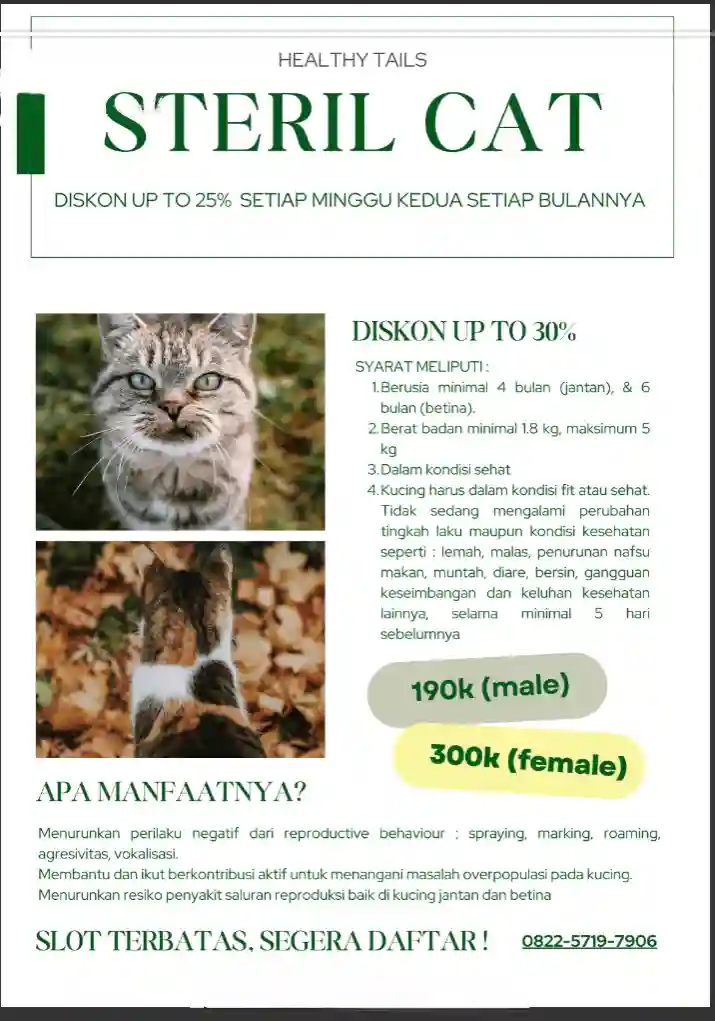 HEALTHY TAILS
STERIL CAT
DISKON UP TO 25% SETIAP MINGGU KEDUA SETIAP BULANNYA
DISKON UP TO 30%
SYARAT MELIPUTI :
1.Berusia minimal 4 bulan (jantan), & 6
bulan (betina).
2.Berat badan minimal 1.8 kg, maksimum 5
kg
3.Dalam kondisi sehat
4.Kucing harus dalam kondisi fit atau sehat.
Tidak sedang mengalami perubahan
tingkah laku maupun kondisi kesehatan
seperti : lemah, malas, penurunan nafsu
makan, muntah, diare, bersin, gangguan
keseimbangan dan keluhan kesehatan
lainnya, selama minimal 5 hari
sebelumnya
190k (male)
300k (female)
APA MANFAATNYA?
Menurunkan perilaku negatif dari reproductive behaviour : spraying, marking, roaming,
agresivitas, vokalisasi.
Membantu dan ikut berkontribusi aktif untuk menangani masalah overpopulasi pada kucing.
Menurunkan resiko penyakit saluran reproduksi baik di kucing jantan dan betina
SLOT TERBATAS, SEGERA DAFTAR !
0822-5719-7906